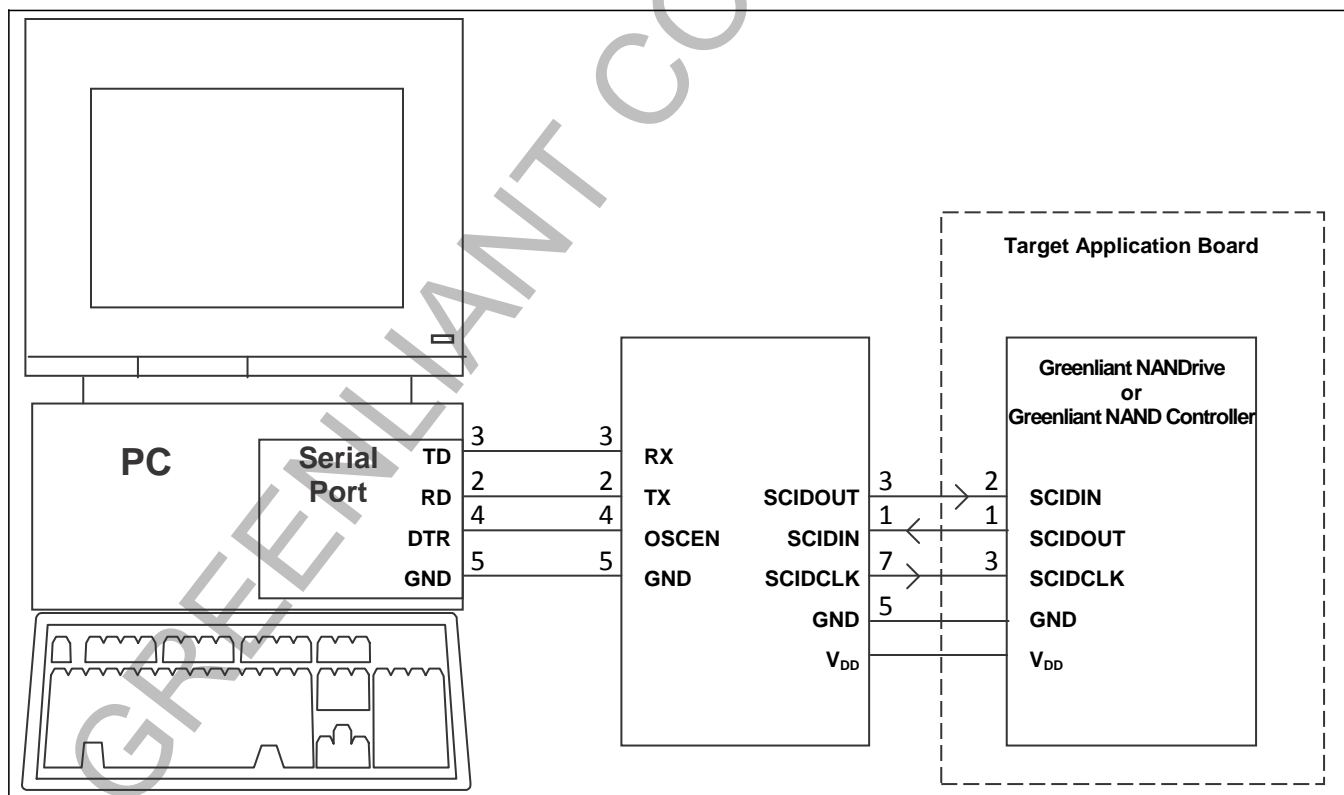 GREENLIANT CO
Target Application Board
Greenliant NANDrive
or
Greenliant NAND Controller
PC
Serial
Port
TD 3 3 RX
RD 2 2 TX
DTR 4 4 OSCEN
GND 5 5 GND
SCIDOUT 3 2 SCIDIN
SCIDIN 1 1 SCIDOUT
SCIDCLK 7 3 SCIDCLK
GND 5 GND
VDD VDD